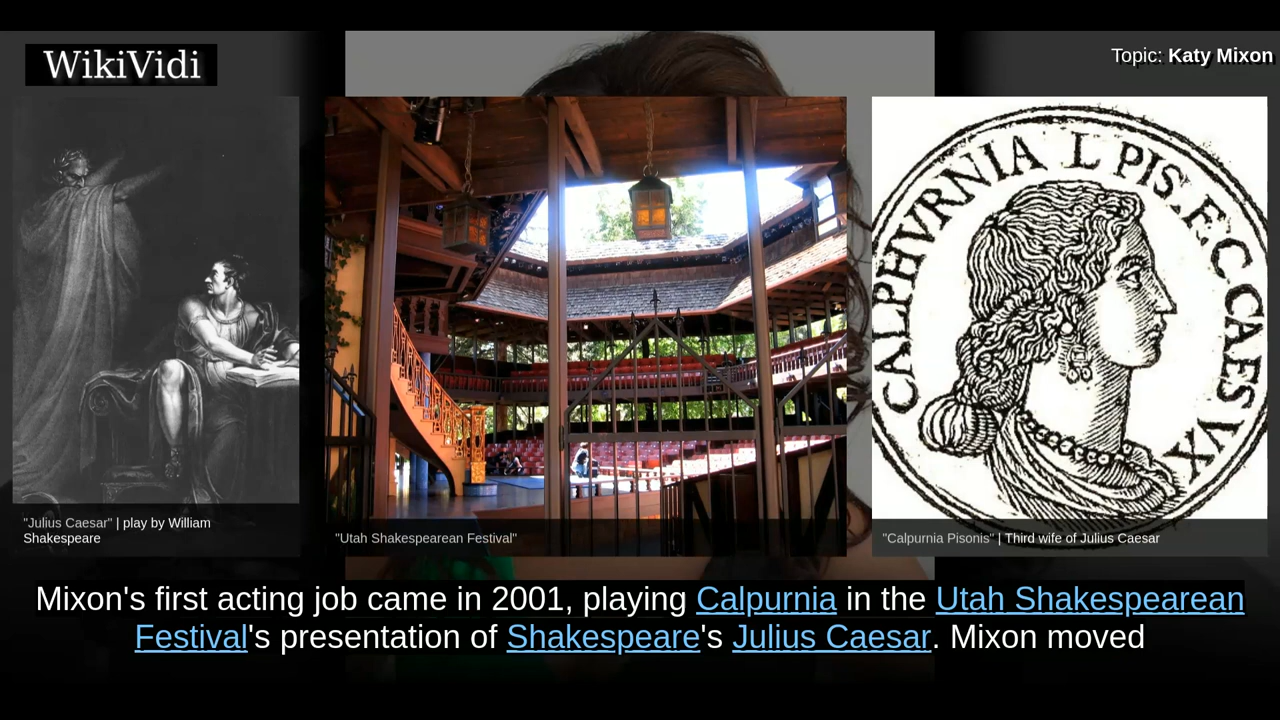 WikiVidi
Topic: Katy Mixon
CALPHVRNIA L PIS. F. C. CAES VX
"Julius Caesar" | play by William
Shakespeare
"Utah Shakespearean Festival"
"Calpurnia Pisonis" | Third wife of Julius Caesar
Mixon's first acting job came in 2001, playing Calpurnia in the Utah Shakespearean
Festival's presentation of Shakespeare's Julius Caesar. Mixon moved